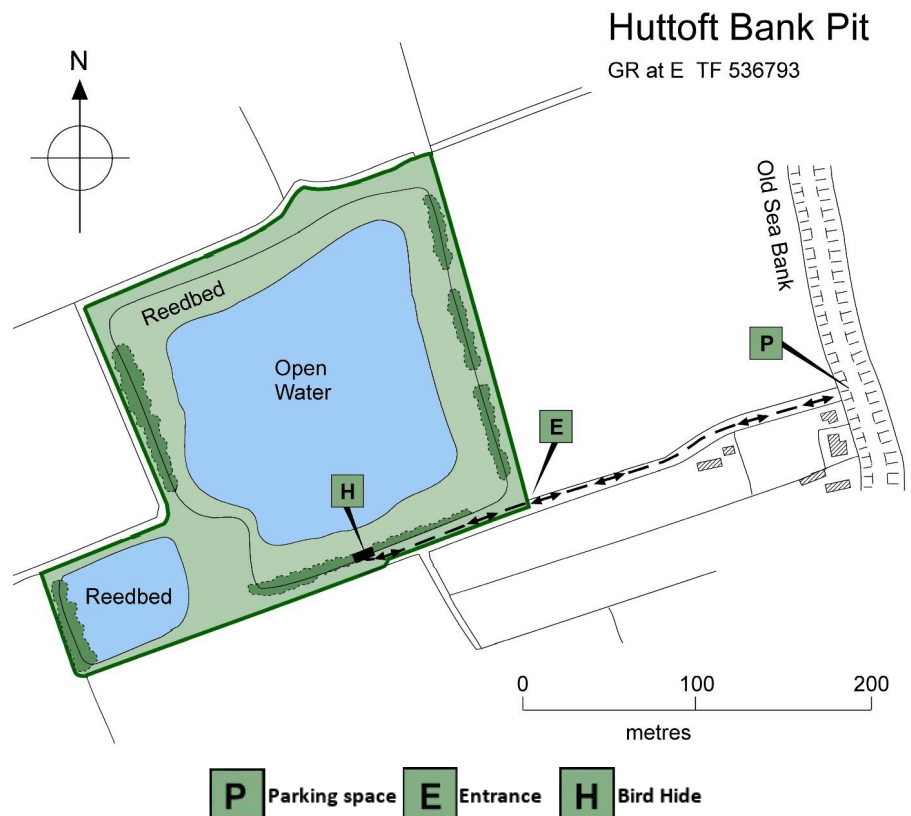 Huttoft Bank Pit
GR at E TF 536793
N
Old Sea Bank
Reedbed
P
Open
Water
E
H
Reedbed
0 100 200
metres
P Parking space E Entrance H Bird Hide